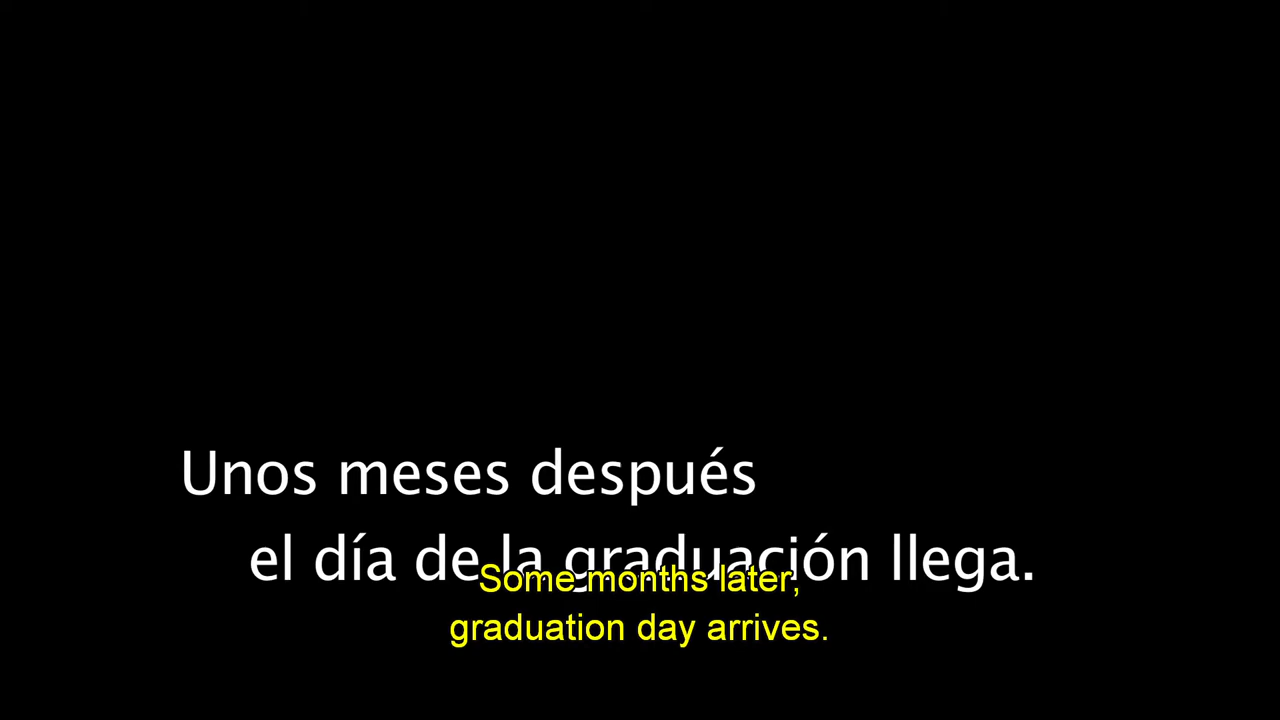 Unos meses después
el día de la graduación llega.
Some months later,
graduation day arrives.